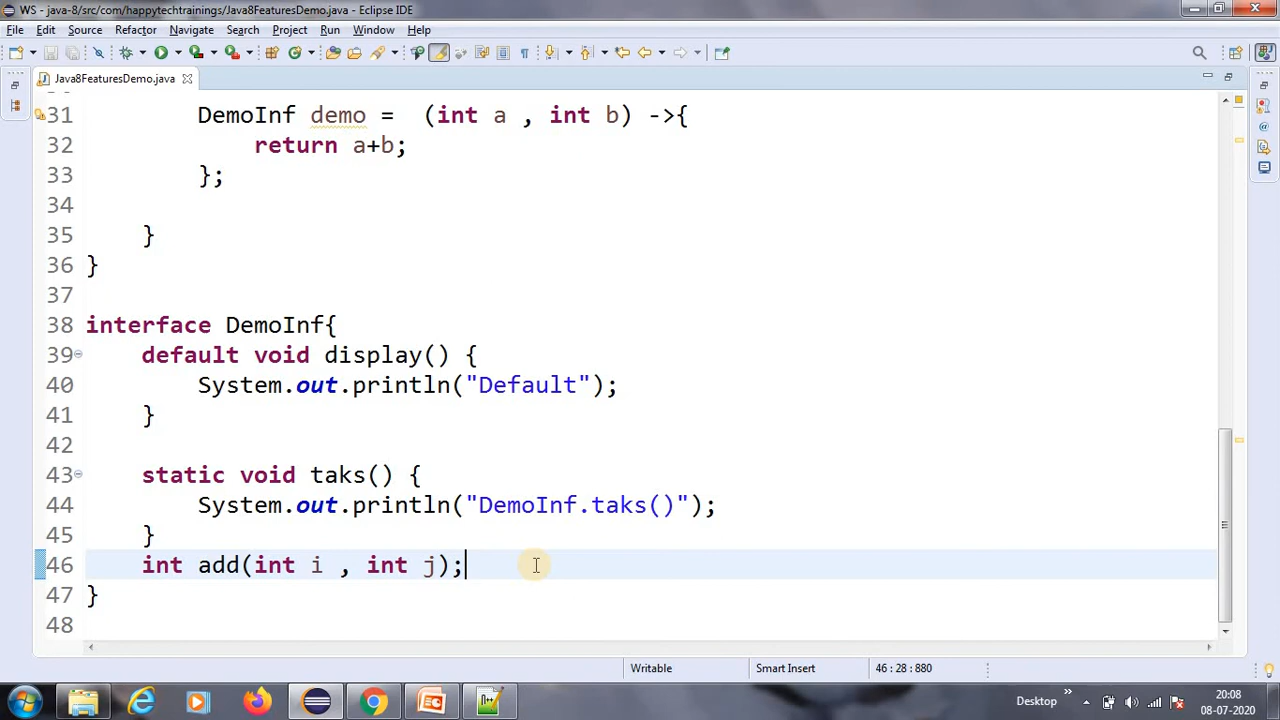 WS - java-8/src/com/happytechtrainings/Java8FeaturesDemo.java - Eclipse IDE
File Edit Source Refactor Navigate Search Project Run Window Help
Java8FeaturesDemo.java
31 DemoInf demo = (int a , int b) ->{
32 return a+b;
33 };
34
35 }
36 }
37
38 interface DemoInf{
39 default void display() {
40 System.out.println("Default");
41 }
42
43 static void taks() {
44 System.out.println("DemoInf.taks()");
45 }
46 int add(int i , int j);
47 }
48
Writable Smart Insert 46 : 28 : 880
Desktop » 20:08
08-07-2020